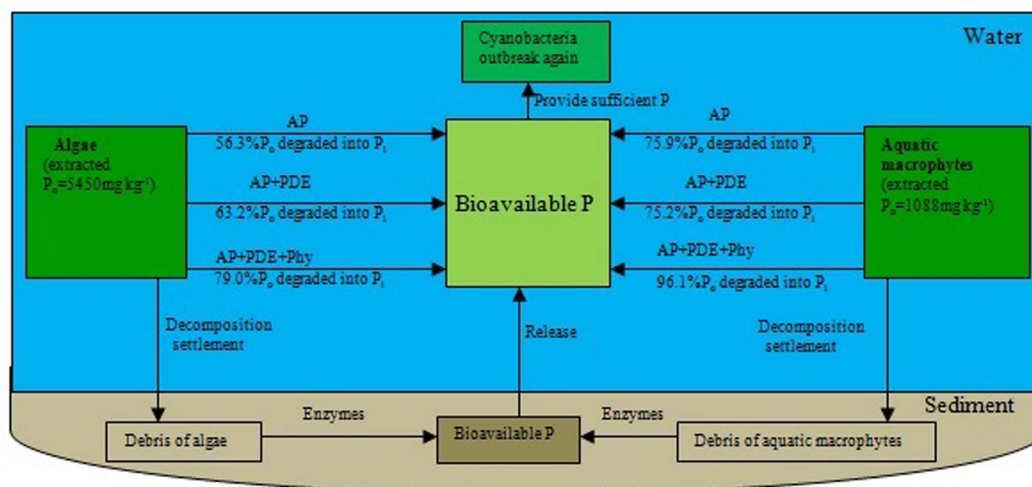 Water
Cyanobacteria
outbreak again
Provide sufficient P
Algae
(extracted
Pₒ=5450mgkg⁻¹)
AP
56.3%Pₒ degraded into Pᵢ
AP+PDE
63.2%Pₒ degraded into Pᵢ
AP+PDE+Phy
79.0%Pₒ degraded into Pᵢ
Bioavailable P
AP
75.9%Pₒ degraded into Pᵢ
AP+PDE
75.2%Pₒ degraded into Pᵢ
AP+PDE+Phy
96.1%Pₒ degraded into Pᵢ
Aquatic
macrophytes
(extracted
Pₒ=1088mgkg⁻¹)
Decomposition
settlement
Release
Decomposition
settlement
Sediment
Debris of algae
Enzymes
Bioavailable P
Enzymes
Debris of aquatic macrophytes